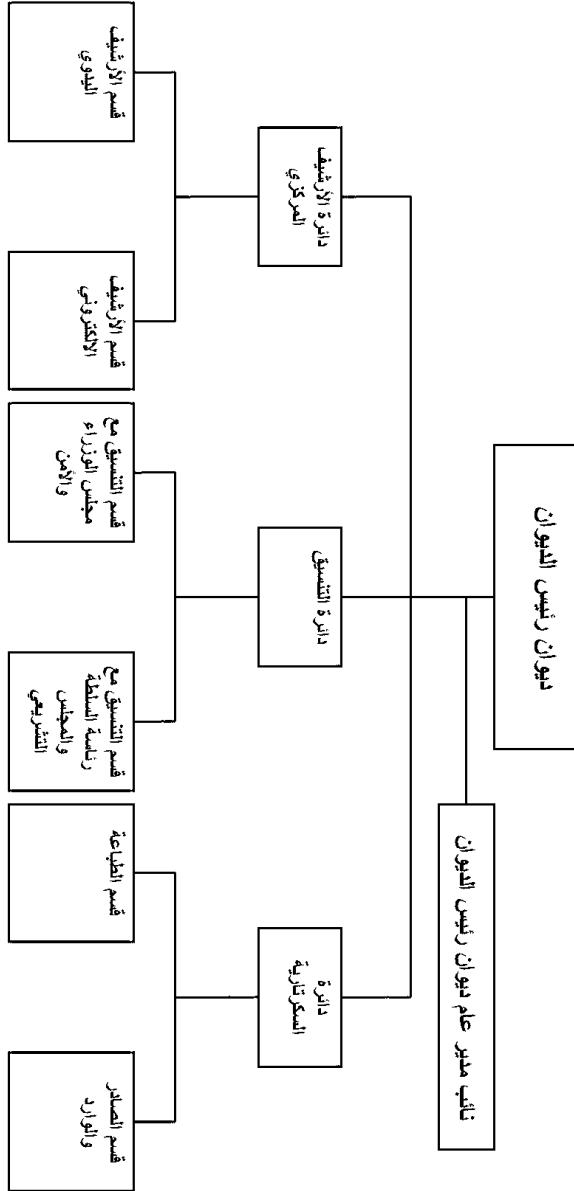 ديوان رئيس الديوان
نائب مدير عام ديوان رئيس الديوان
دائرة
السكرتارية
دائرة التنسيق
دائرة الأرشيف
المركزي
قسم الصادر
والوارد
قسم الطباعة
قسم التنسيق مع
رئاسة السلطة
والمجلس
التشريعي
قسم التنسيق مع
مجلس الوزراء
والأمن
قسم الأرشيف
الالكتروني
قسم الأرشيف
اليدوي